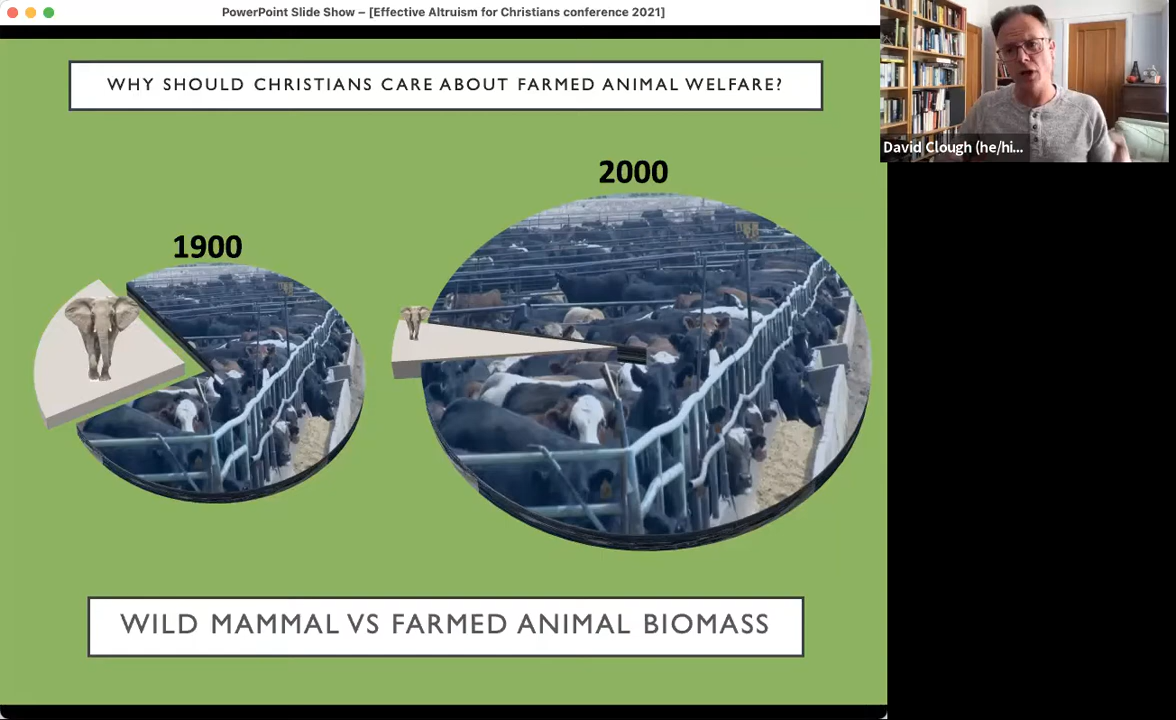 PowerPoint Slide Show – [Effective Altruism for Christians conference 2021]
WHY SHOULD CHRISTIANS CARE ABOUT FARMED ANIMAL WELFARE?
David Clough (he/hi...
2000
1900
WILD MAMMAL VS FARMED ANIMAL BIOMASS